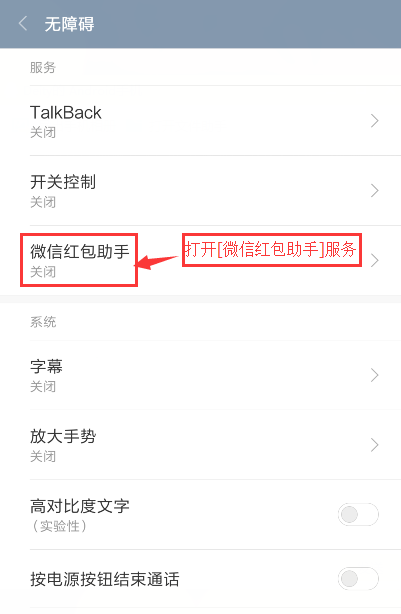 无障碍
服务
TalkBack
关闭
开关控制
关闭
微信红包助手
关闭
打开[微信红包助手]服务
系统
字幕
关闭
放大手势
关闭
高对比度文字
（实验性）
按电源按钮结束通话